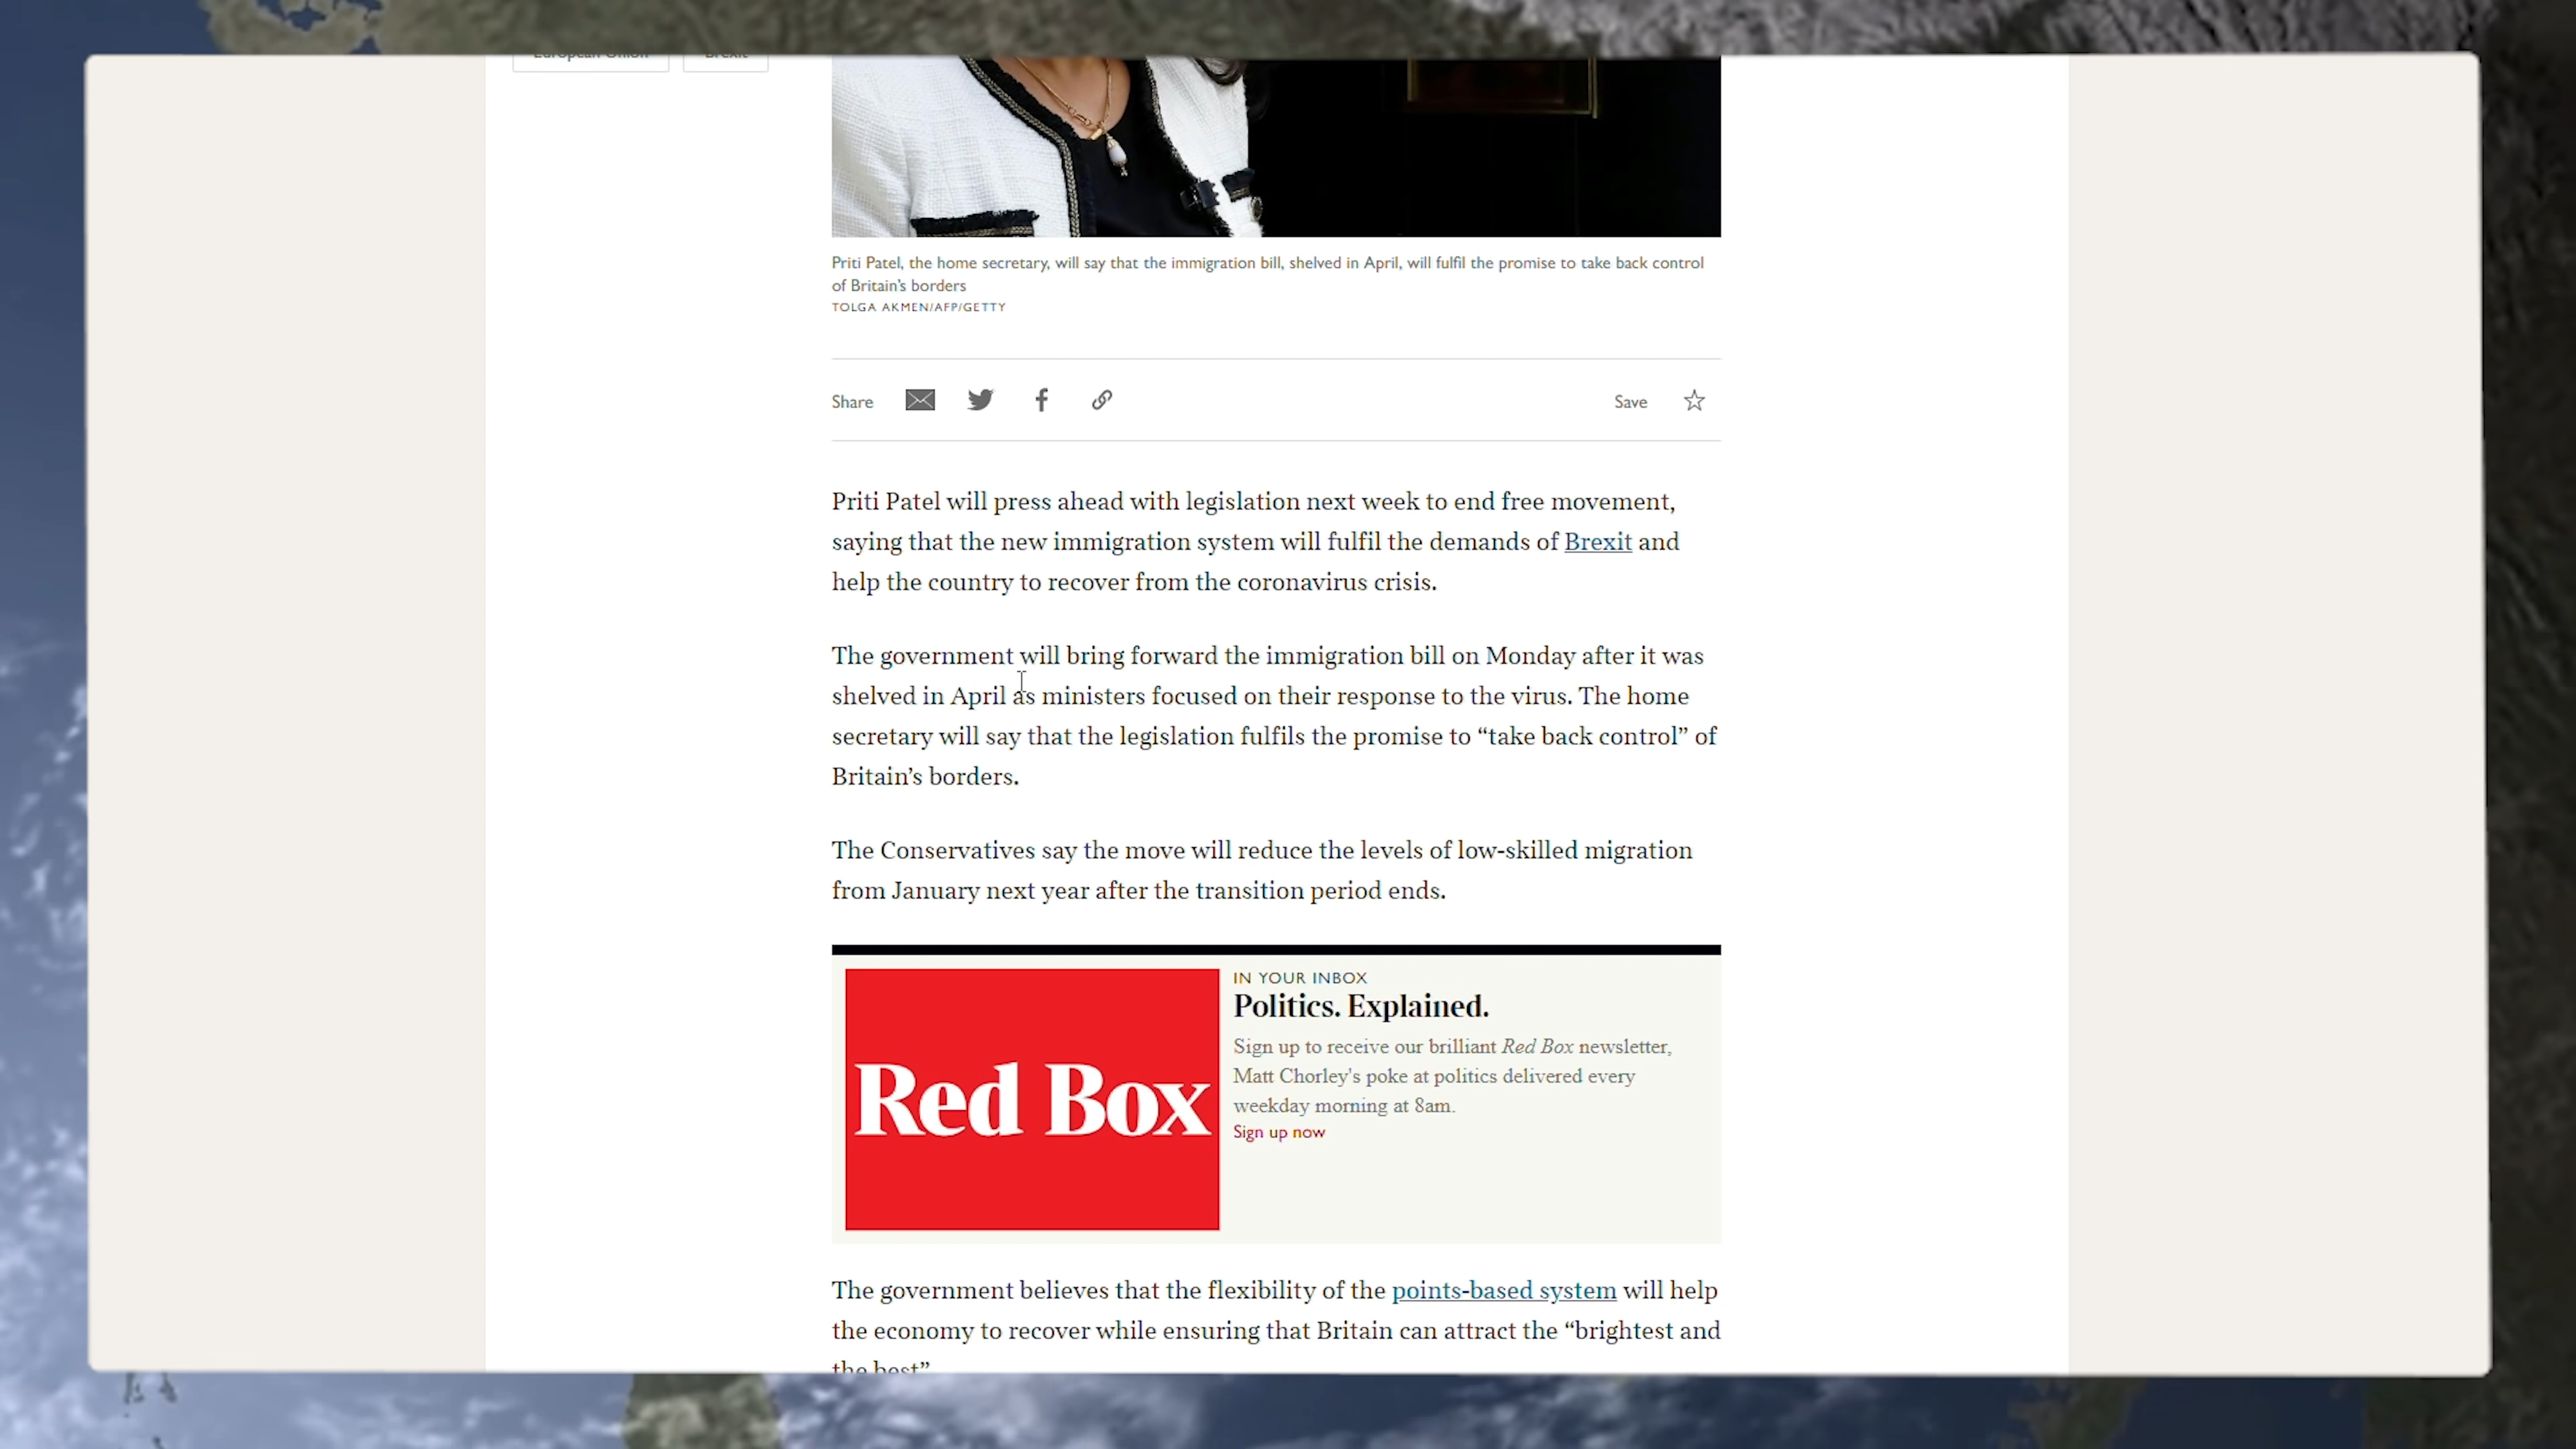 European Union
Brexit
Priti Patel, the home secretary, will say that the immigration bill, shelved in April, will fulfil the promise to take back control
of Britain's borders
TOLGA AKMEN/AFP/GETTY
Share
Save
Priti Patel will press ahead with legislation next week to end free movement,
saying that the new immigration system will fulfil the demands of Brexit and
help the country to recover from the coronavirus crisis.
The government will bring forward the immigration bill on Monday after it was
shelved in April as ministers focused on their response to the virus. The home
secretary will say that the legislation fulfils the promise to “take back control” of
Britain’s borders.
The Conservatives say the move will reduce the levels of low-skilled migration
from January next year after the transition period ends.
Red Box
IN YOUR INBOX
Politics. Explained.
Sign up to receive our brilliant Red Box newsletter,
Matt Chorley's poke at politics delivered every
weekday morning at 8am.
Sign up now
The government believes that the flexibility of the points-based system will help
the economy to recover while ensuring that Britain can attract the “brightest and
the best”